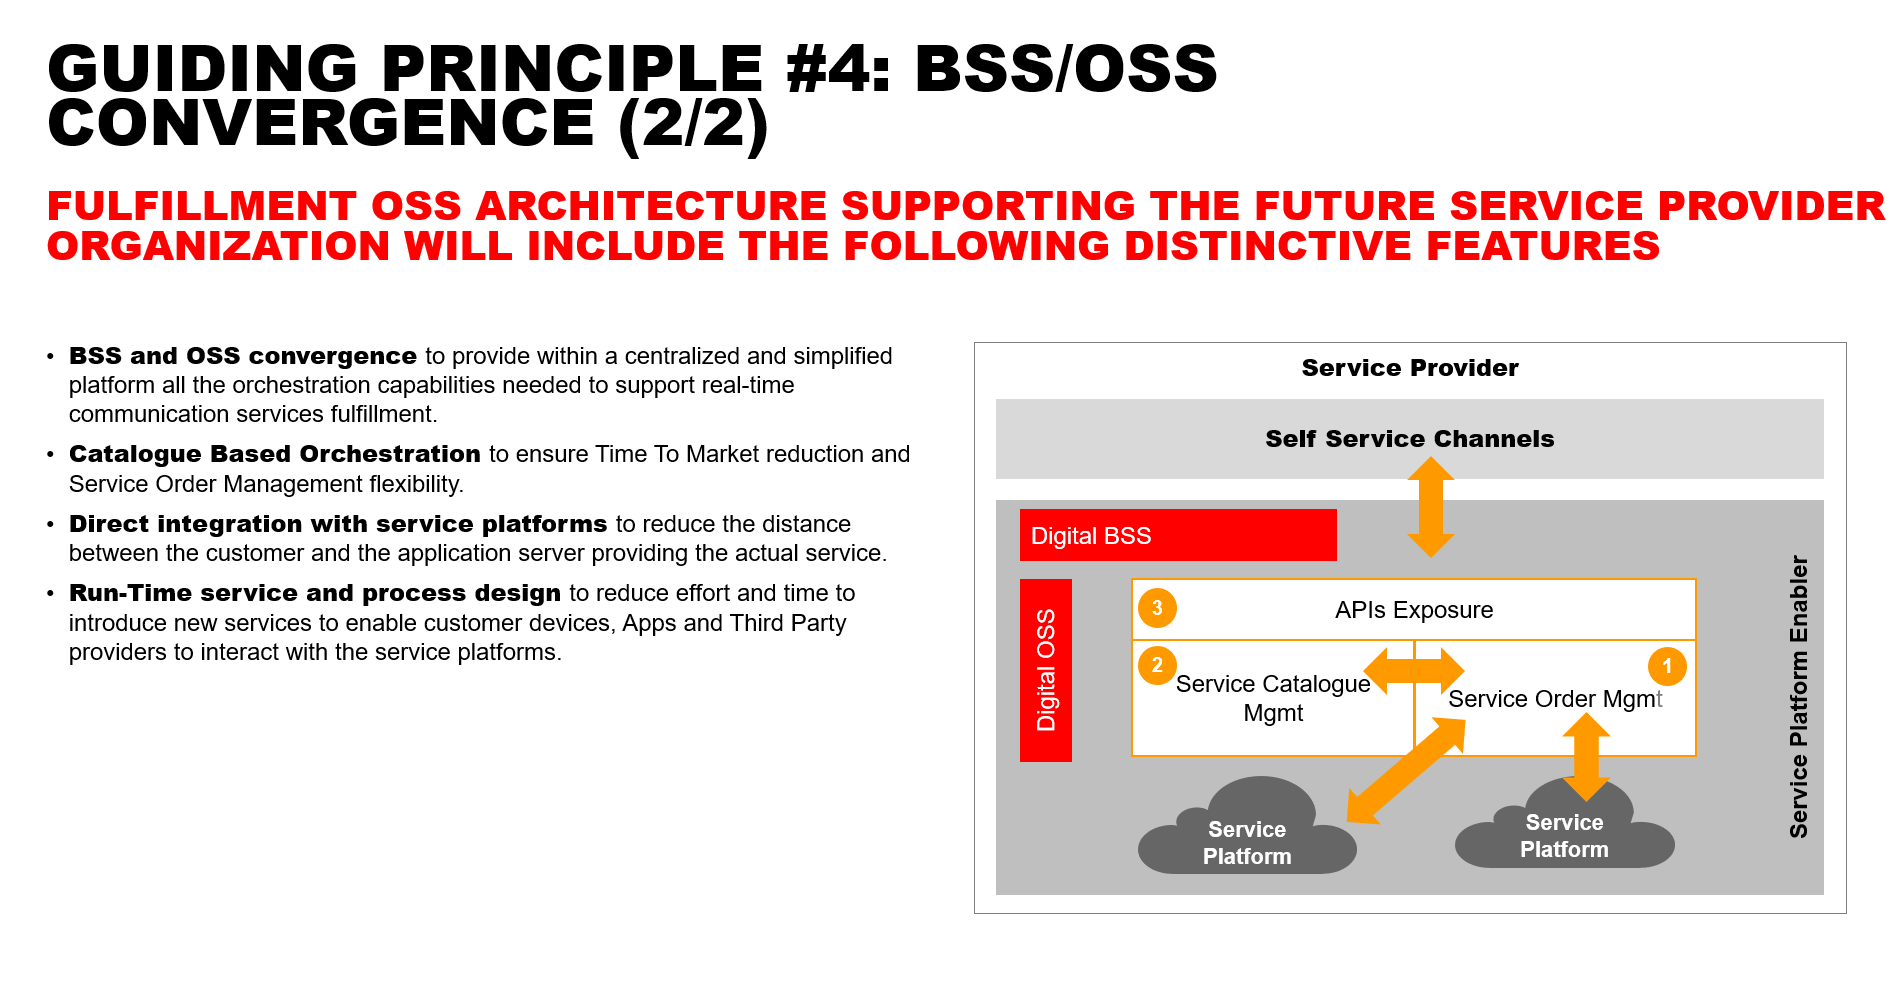 GUIDING PRINCIPLE #4: BSS/OSS
CONVERGENCE (2/2)
FULFILLMENT OSS ARCHITECTURE SUPPORTING THE FUTURE SERVICE PROVIDER
ORGANIZATION WILL INCLUDE THE FOLLOWING DISTINCTIVE FEATURES
• BSS and OSS convergence to provide within a centralized and simplified
platform all the orchestration capabilities needed to support real-time
communication services fulfillment.
• Catalogue Based Orchestration to ensure Time To Market reduction and
Service Order Management flexibility.
• Direct integration with service platforms to reduce the distance
between the customer and the application server providing the actual service.
• Run-Time service and process design to reduce effort and time to
introduce new services to enable customer devices, Apps and Third Party
providers to interact with the service platforms.
Service Provider
Self Service Channels
Digital BSS
Digital OSS
3
APIs Exposure
2
Service Catalogue
Mgmt
1
Service Order Mgmt
Service Platform Enabler
Service
Platform
Service
Platform